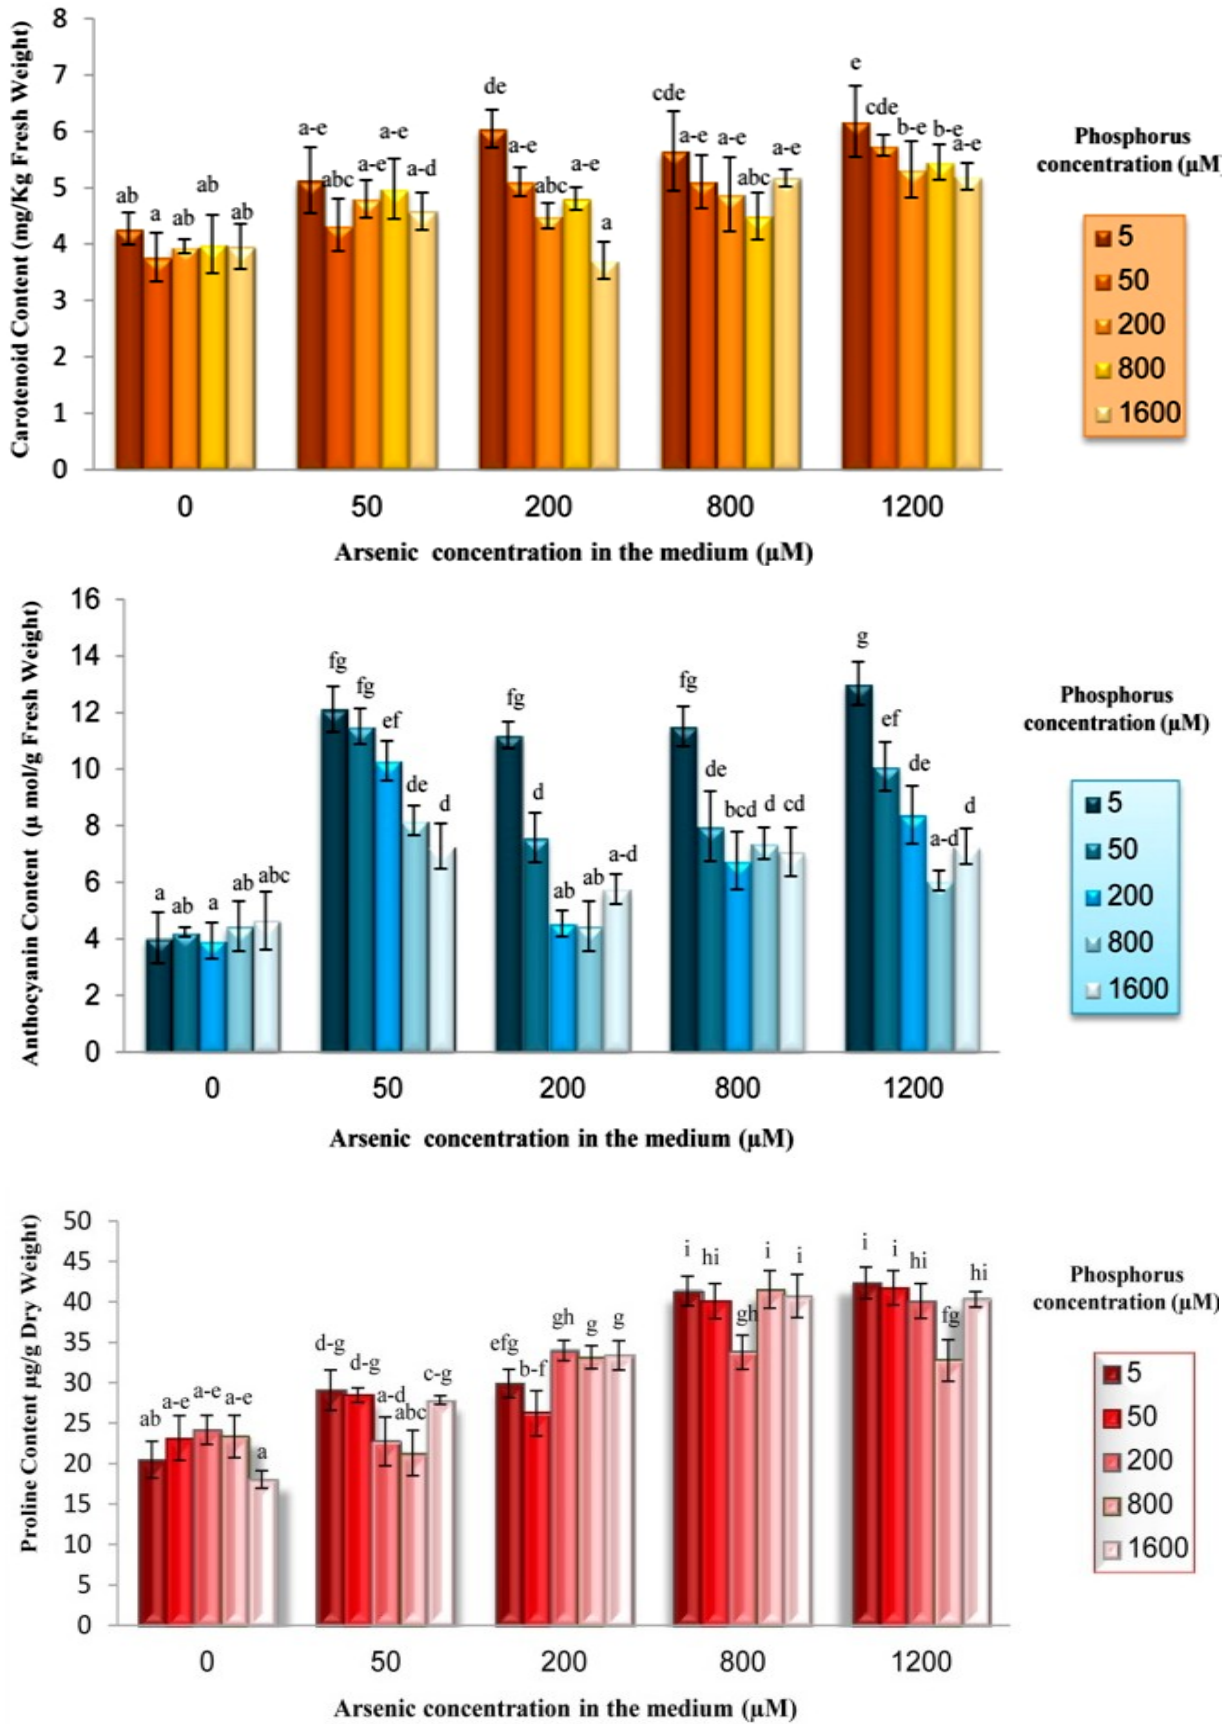 Carotenoid Content (mg/Kg Fresh Weight)
8
7
6
5
4
3
2
1
0
ab a ab ab ab
a-e abc a-e a-e a-d
de a-e abc a-e a
cde a-e a-e abc a-e
e cde b-e b-e a-e
0 50 200 800 1200
Arsenic concentration in the medium (µM)
Phosphorus
concentration (µM)
5
50
200
800
1600
Anthocyanin Content (µ mol/g Fresh Weight)
16
14
12
10
8
6
4
2
0
a ab a ab abc
fg fg ef de d
fg d ab ab a-d
fg de bcd d cd
g ef de a-d d
0 50 200 800 1200
Arsenic concentration in the medium (µM)
Phosphorus
concentration (µM)
5
50
200
800
1600
Proline Content µg/g Dry Weight)
50
45
40
35
30
25
20
15
10
5
0
ab a-e a-e a-e a
d-g d-g a-d abc c-g
efg b-f gh g g
i hi gh i i
i i hi fg hi
0 50 200 800 1200
Arsenic concentration in the medium (µM)
Phosphorus
concentration (µM)
5
50
200
800
1600